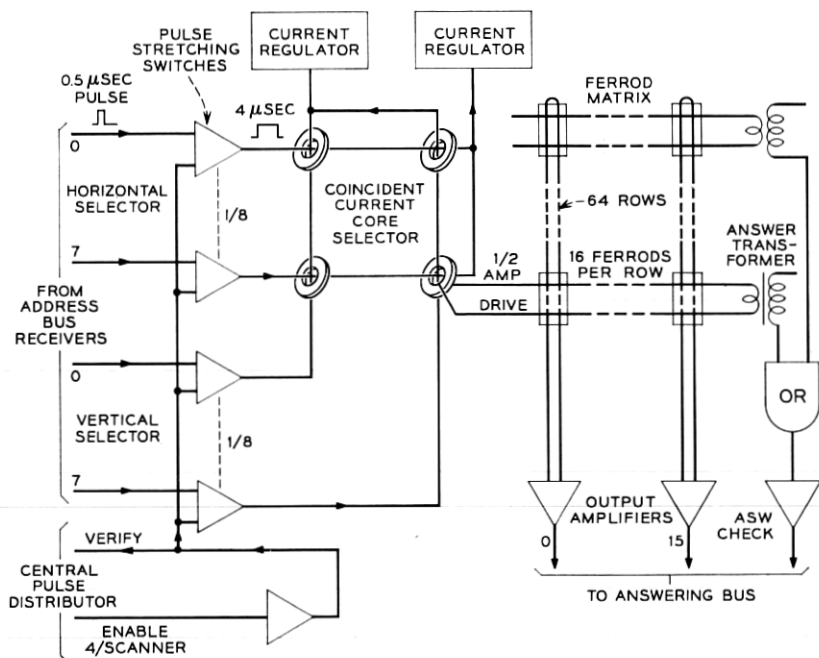 PULSE
STRETCHING
SWITCHES
CURRENT
REGULATOR
CURRENT
REGULATOR
0.5 µSEC
PULSE
4 µSEC
FERROD
MATRIX
0
HORIZONTAL
SELECTOR
1/8
COINCIDENT
CURRENT
CORE
SELECTOR
64 ROWS
ANSWER
TRANS-
FORMER
7
1/2
AMP
16 FERRODS
PER ROW
DRIVE
FROM
ADDRESS
BUS
RECEIVERS
0
VERTICAL
SELECTOR
1/8
OR
7
OUTPUT
AMPLIFIERS
ASW
CHECK
0
15
VERIFY
CENTRAL
PULSE
DISTRIBUTOR
ENABLE
4/SCANNER
TO ANSWERING BUS